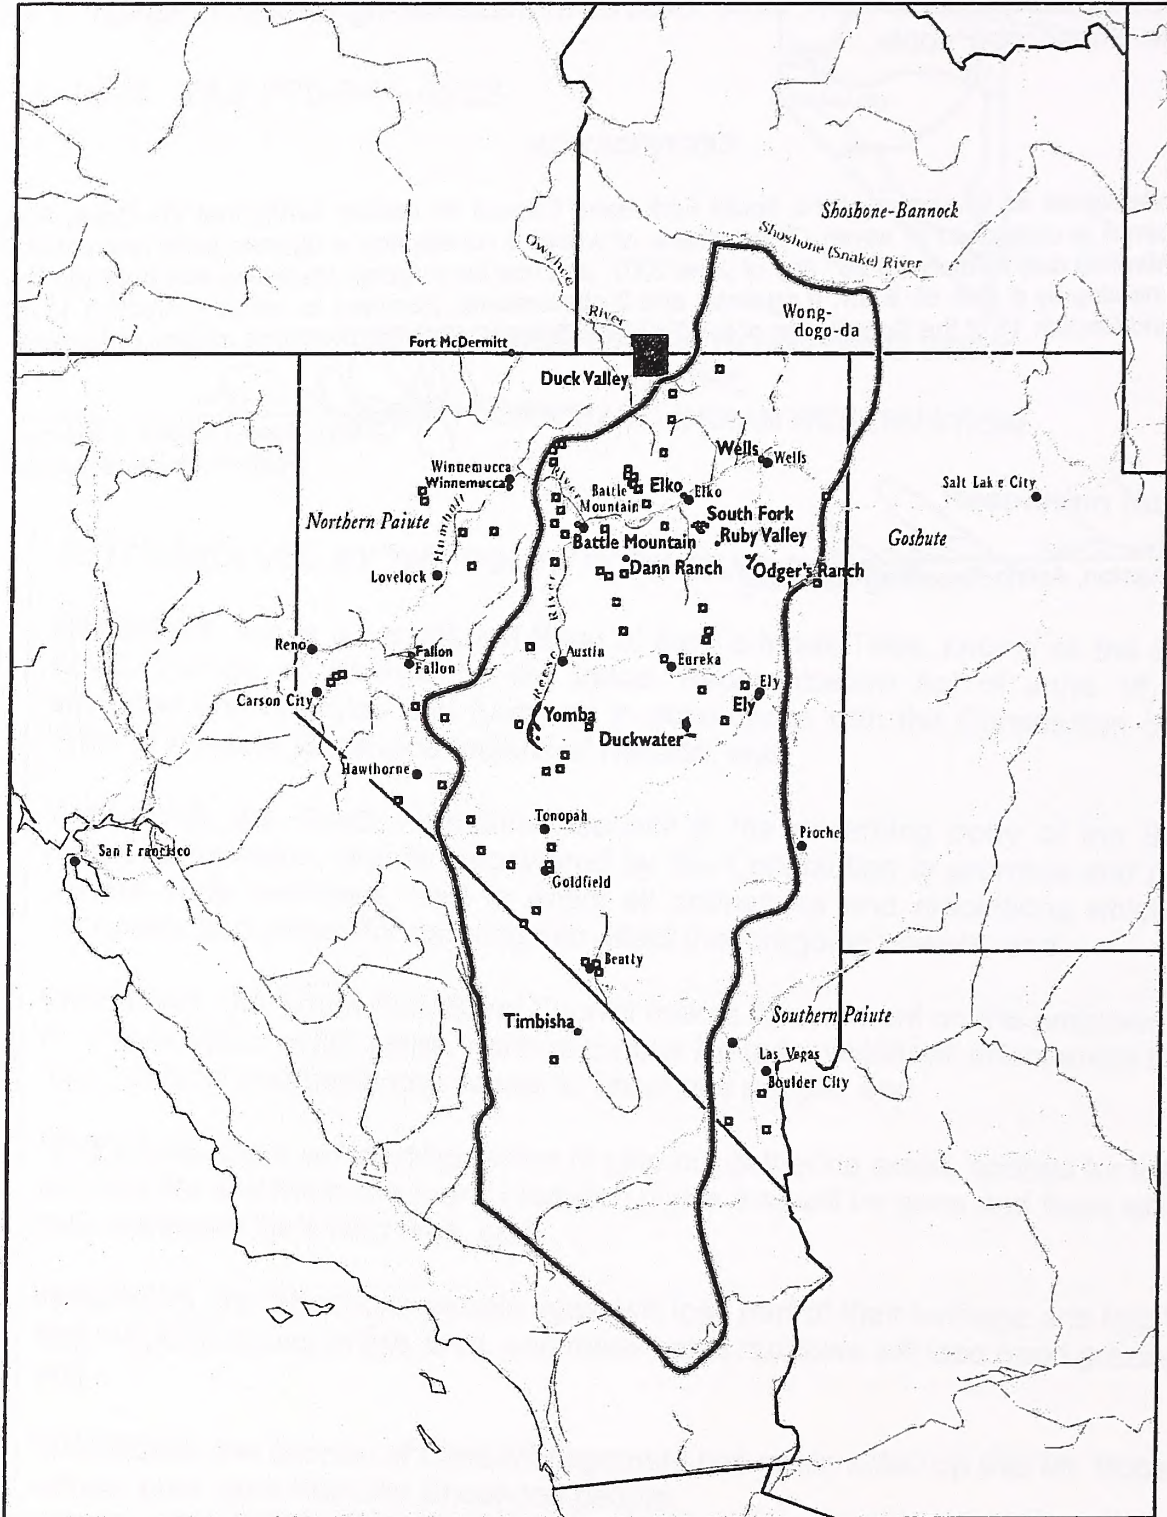 Shoshone-Bannock
Shoshone (Snake) River
Owyhee
River
Wong-
dogo-da
Fort McDermitt
Duck Valley
Wells
Wells
Winnemucca
Winnemucca
River
Battle
Mountain
Elko
Elko
Salt Lake City
Northern Paiute
Humbolt
South Fork
Ruby Valley
Battle Mountain
Goshute
Dann Ranch
Odger's Ranch
Lovelock
River
Reno
Fallon
Fallon
Austin
Eureka
Reese
Ely
Carson City
Ely
Yomba
Duckwater
Hawthorne
Tonopah
Pioche
San Francisco
Goldfield
Beatty
Timbisha
Southern Paiute
Las Vegas
Boulder City